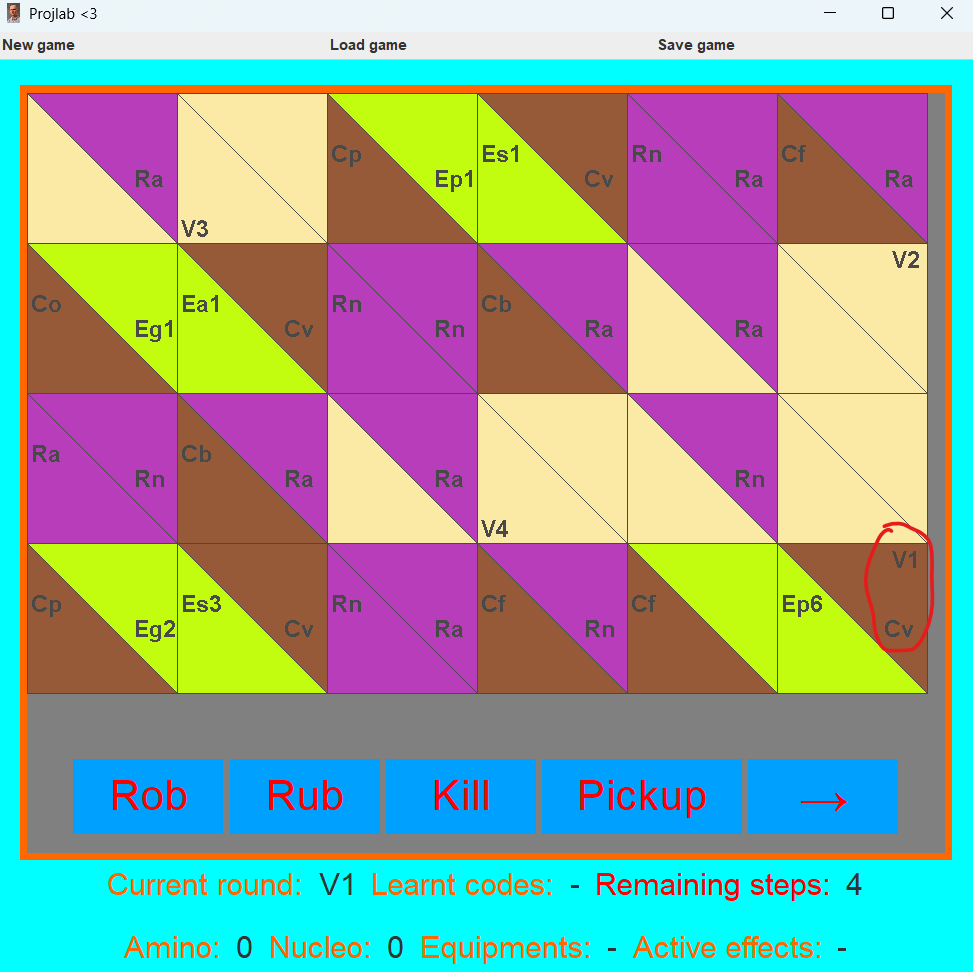 Projlab <3
New game Load game Save game
Ra V3 Cp Ep1 Es1 Cv Rn Ra Cf Ra
Co Eg1 Ea1 Cv Rn Rn Cb Ra Ra V2
Ra Rn Cb Ra Ra V4 Rn
Cp Eg2 Es3 Cv Rn Ra Cf Rn Cf Ep6 V1 Cv
Rob Rub Kill Pickup →
Current round: V1 Learnt codes: - Remaining steps: 4
Amino: 0 Nucleo: 0 Equipments: - Active effects: -